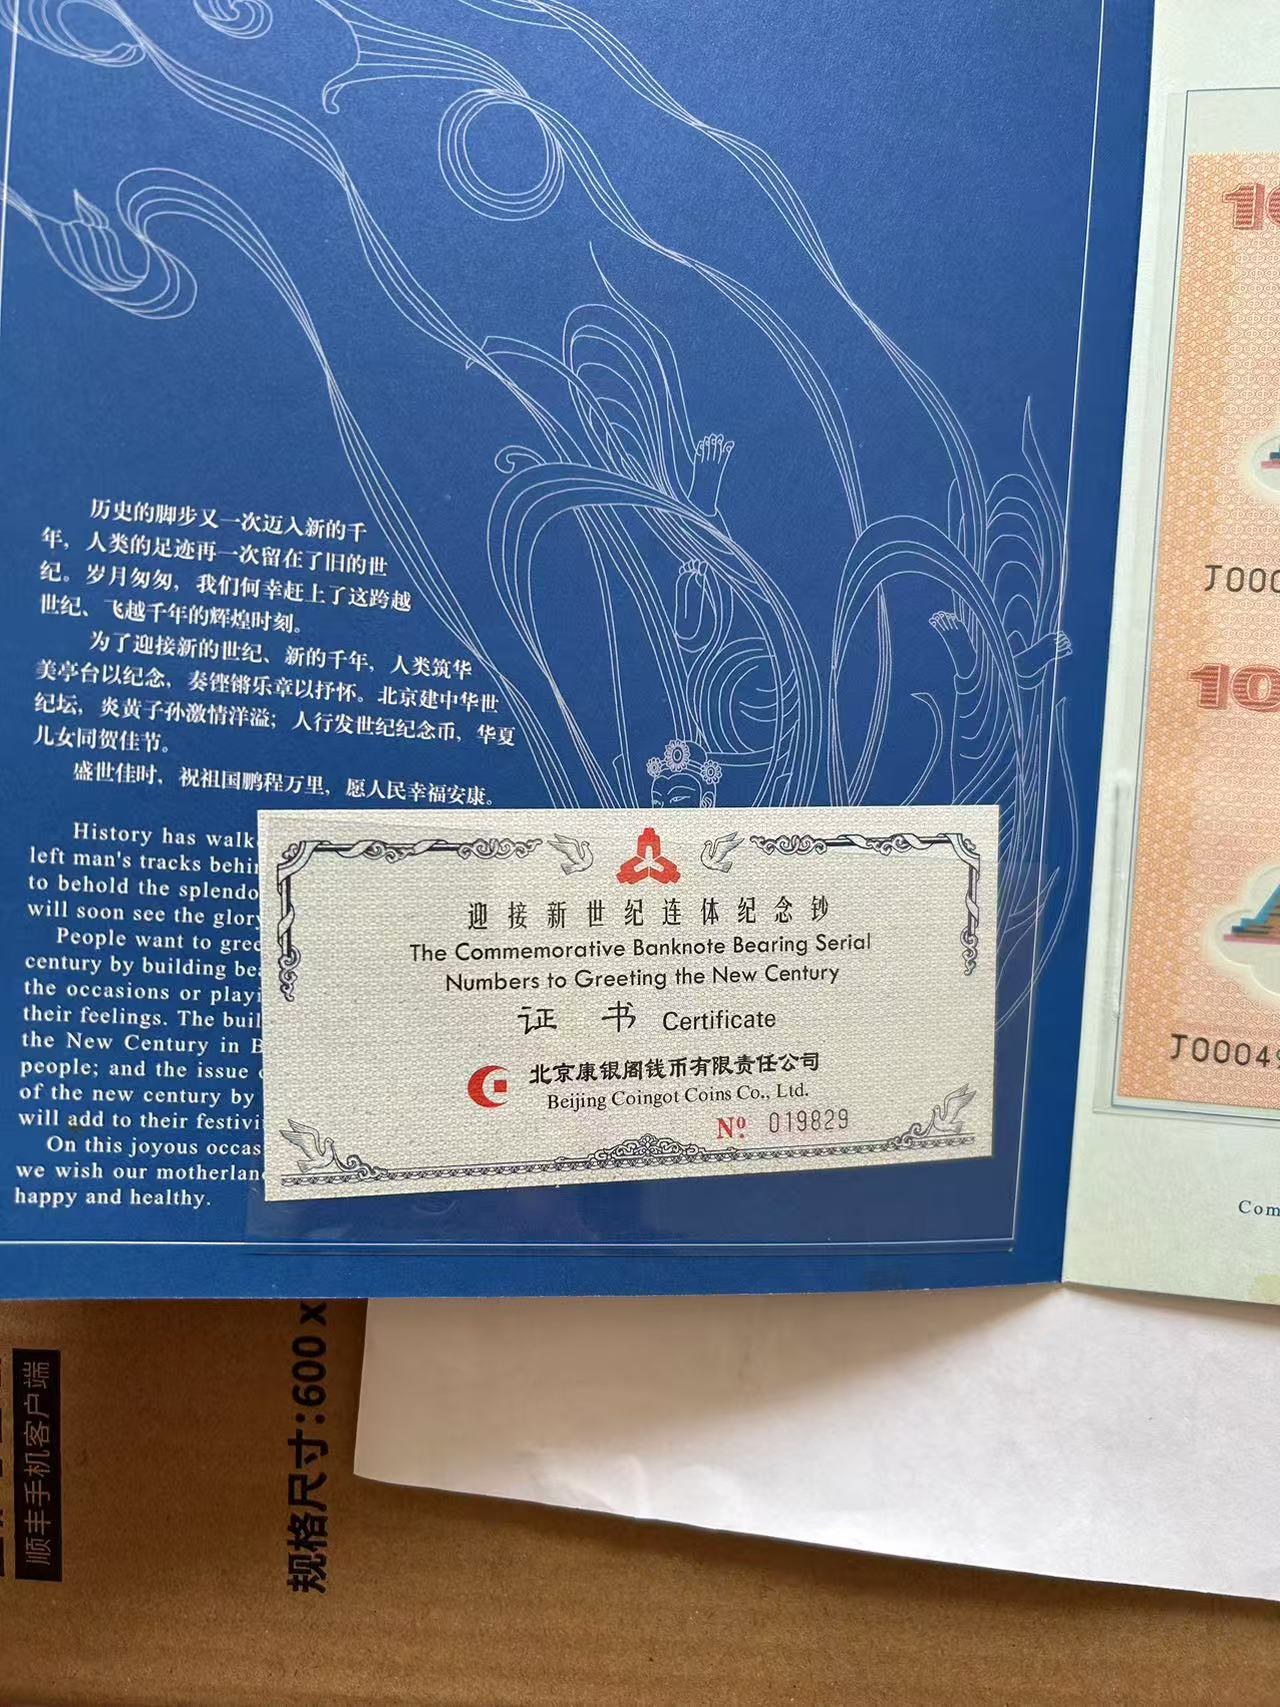 历史的脚步又一次迈入新的千
年，人类的足迹再一次留在了旧的世
纪。岁月匆匆，我们何幸赶上了这跨越
世纪、飞越千年的辉煌时刻。
为了迎接新的世纪、新的千年，人类筑华
美亭台以纪念，奏铿锵乐章以抒怀。北京建中华世
纪坛，炎黄子孙激情洋溢；人行发世纪纪念币，华夏
儿女同贺佳节。
盛世佳时，祝祖国鹏程万里，愿人民幸福安康。
History has walk
left man's tracks behi
to behold the splendo
will soon see the glory
People want to gree
century by building bea
the occasions or playi
their feelings. The buil
the New Century in B
people; and the issue
of the new century by
will add to their festivi
On this joyous occas
we wish our motherlan
happy and healthy.
迎接新世纪连体纪念钞
The Commemorative Banknote Bearing Serial
Numbers to Greeting the New Century
证 书 Certificate
北京康银阁钱币有限责任公司
Beijing Coingot Coins Co., Ltd.
Nº 019829
10
J000
10
J0004
Com
顺丰手机客户端
规格尺寸:600 x